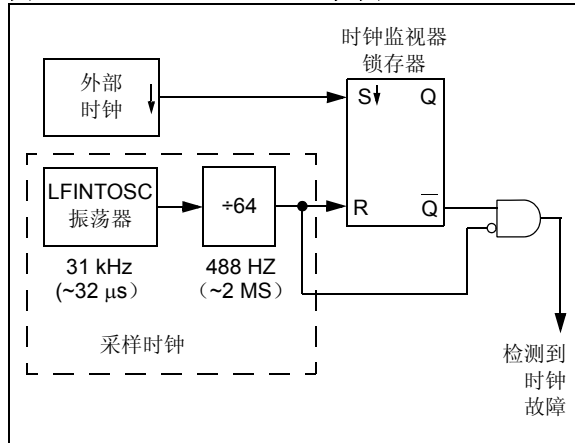 时钟监视器
锁存器
外部
时钟
S
Q
LFINTOSC
振荡器
÷64
R
Q
31 kHz
(~32 μs)
488 HZ
（~2 MS）
采样时钟
检测到
时钟
故障